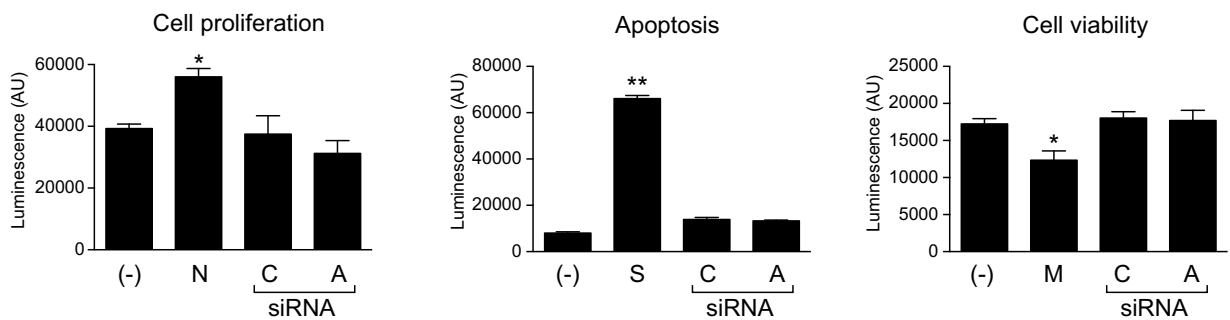 Cell proliferation
Luminescence (AU)
60000
40000
20000
0
*
(-) N C A
siRNA
Apoptosis
Luminescence (AU)
80000
60000
40000
20000
0
**
(-) S C A
siRNA
Cell viability
Luminescence (AU)
25000
20000
15000
10000
5000
0
*
(-) M C A
siRNA